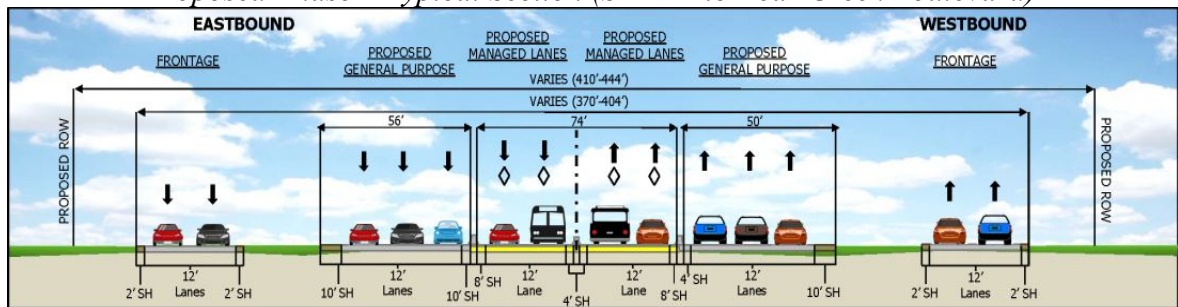 EASTBOUND
WESTBOUND
FRONTAGE
PROPOSED
GENERAL PURPOSE
PROPOSED
MANAGED LANES
PROPOSED
MANAGED LANES
PROPOSED
GENERAL PURPOSE
FRONTAGE
VARIES (410'-444')
VARIES (370'-404')
56'
74'
50'
PROPOSED ROW
PROPOSED ROW
2' SH
12'
Lanes
2' SH
10' SH
12'
Lanes
10' SH
8' SH
12'
Lane
4' SH
12'
Lane
8' SH
4' SH
12'
Lanes
10' SH
2' SH
12'
Lanes
2' SH